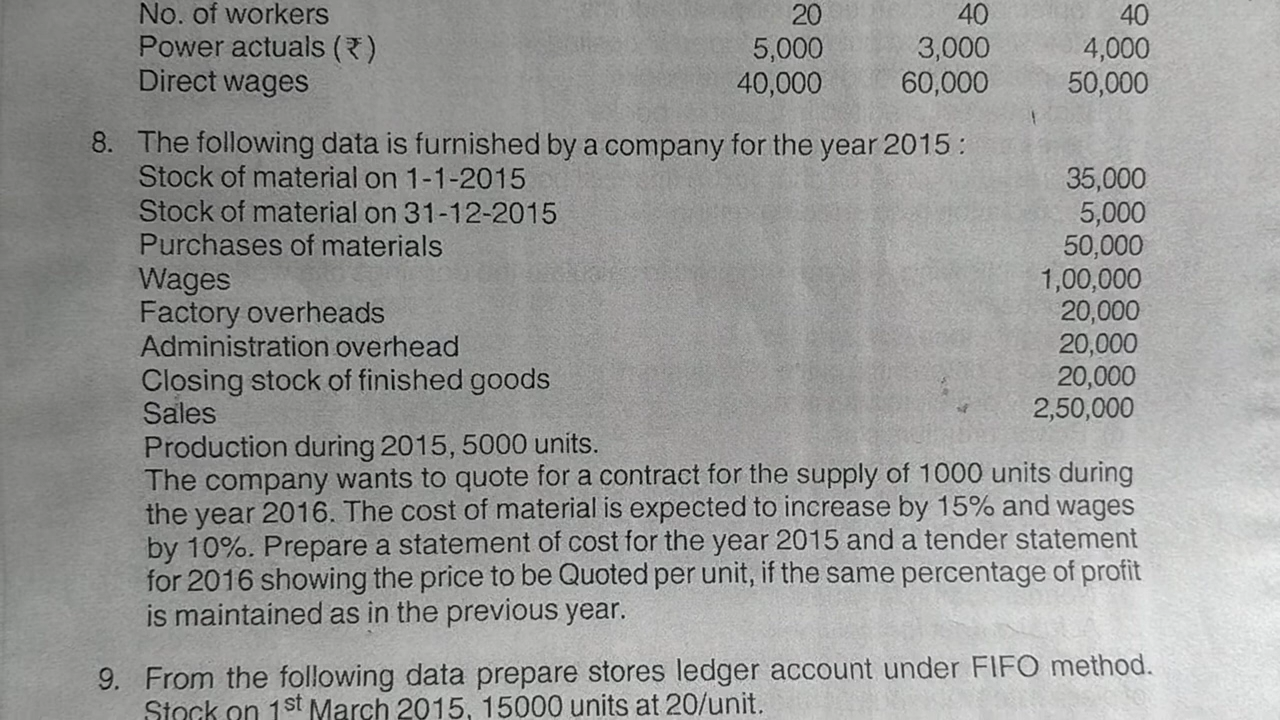 No. of workers 20 40 40
Power actuals (₹) 5,000 3,000 4,000
Direct wages 40,000 60,000 50,000
8. The following data is furnished by a company for the year 2015 :
Stock of material on 1-1-2015 35,000
Stock of material on 31-12-2015 5,000
Purchases of materials 50,000
Wages 1,00,000
Factory overheads 20,000
Administration overhead 20,000
Closing stock of finished goods 20,000
Sales 2,50,000
Production during 2015, 5000 units.
The company wants to quote for a contract for the supply of 1000 units during
the year 2016. The cost of material is expected to increase by 15% and wages
by 10%. Prepare a statement of cost for the year 2015 and a tender statement
for 2016 showing the price to be Quoted per unit, if the same percentage of profit
is maintained as in the previous year.
9. From the following data prepare stores ledger account under FIFO method.
Stock on 1st March 2015, 15000 units at 20/unit.